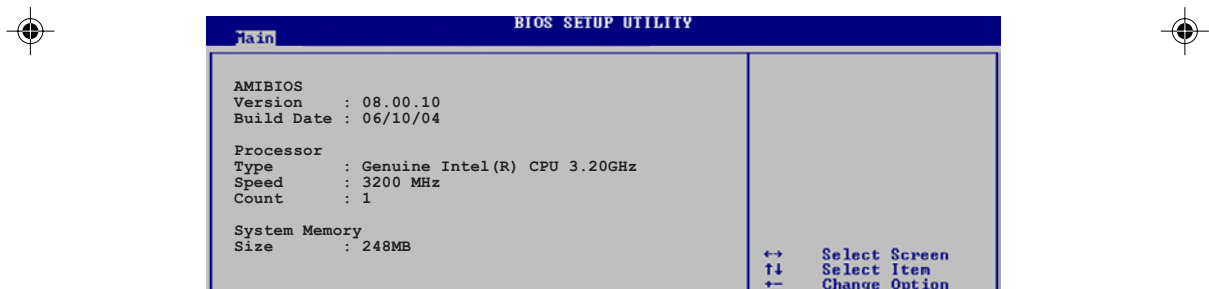 BIOS SETUP UTILITY
Main
AMIBIOS
Version : 08.00.10
Build Date : 06/10/04
Processor
Type : Genuine Intel(R) CPU 3.20GHz
Speed : 3200 MHz
Count : 1
System Memory
Size : 248MB
←→ Select Screen
↑↓ Select Item
+- Change Option